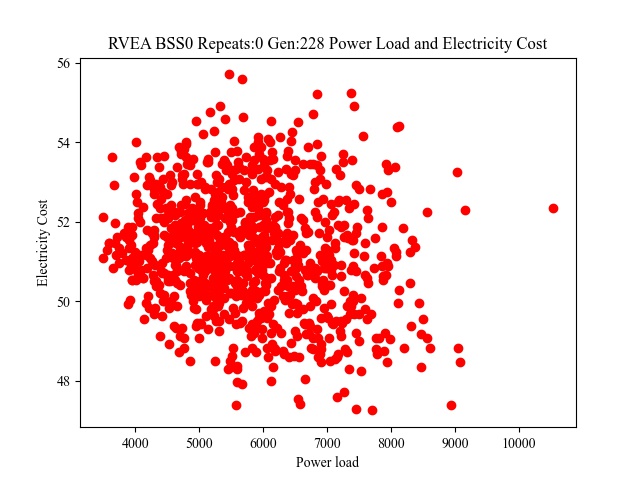 RVEA BSS0 Repeats:0 Gen:228 Power Load and Electricity Cost
56
54
52
50
48
Electricity Cost
4000 5000 6000 7000 8000 9000 10000
Power load